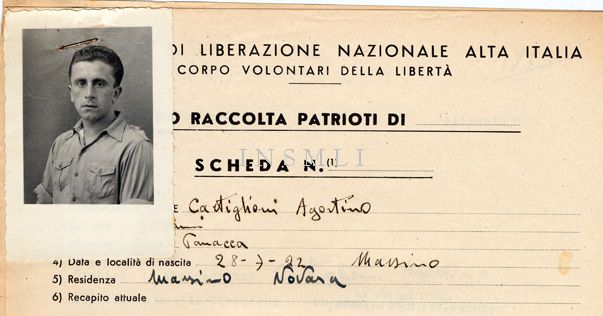 DI LIBERAZIONE NAZIONALE ALTA ITALIA
CORPO VOLONTARI DELLA LIBERTÀ
O RACCOLTA PATRIOTI DI
SCHEDA N. (1)
INSMLI
e Castiglioni Agostino
4) Data e località di nascita 28-7-22 Massino
5) Residenza Massino Novara
6) Recapito attuale